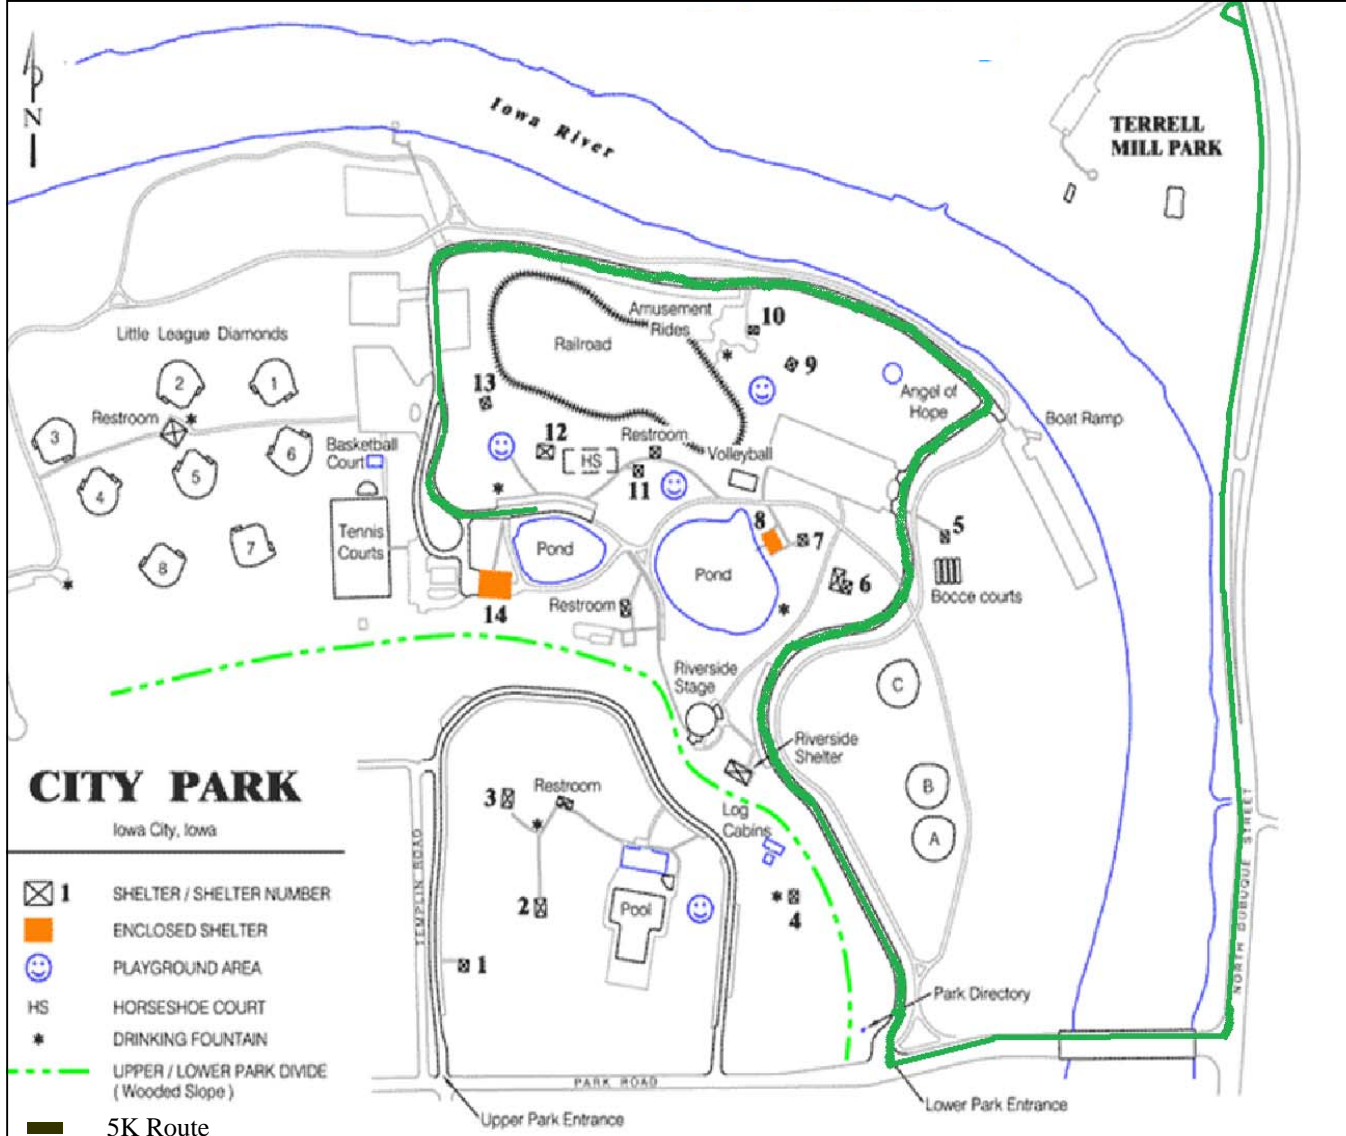 N
Iowa River
TERRELL
MILL PARK
Little League Diamonds
2
1
Restroom
3
4
5
6
8
7
Basketball
Court
Tennis
Courts
Amusement
Rides
Railroad
10
9
Angel of
Hope
Boat Ramp
13
12
HS
Restroom
11
Volleyball
8
7
5
6
Bocce courts
Pond
Pond
14
Restroom
Riverside
Stage
C
Riverside
Shelter
B
A
Log
Cabins
4
3
Restroom
2
Pool
1
Park Directory
CITY PARK
Iowa City, Iowa
1 SHELTER / SHELTER NUMBER
ENCLOSED SHELTER
PLAYGROUND AREA
HS HORSESHOE COURT
* DRINKING FOUNTAIN
UPPER / LOWER PARK DIVIDE
( Wooded Slope )
5K Route
TEMPLIN ROAD
PARK ROAD
NORTH DUBUQUE STREET
Upper Park Entrance
Lower Park Entrance